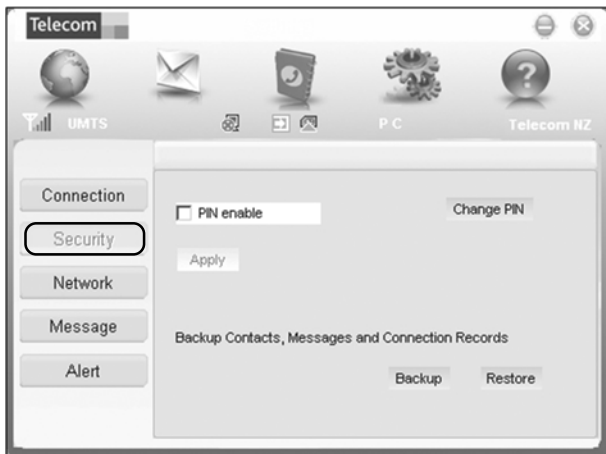 Telecom
?
UMTS
PC
Telecom NZ
Connection
Security
Network
Message
Alert
PIN enable
Change PIN
Apply
Backup Contacts, Messages and Connection Records
Backup
Restore